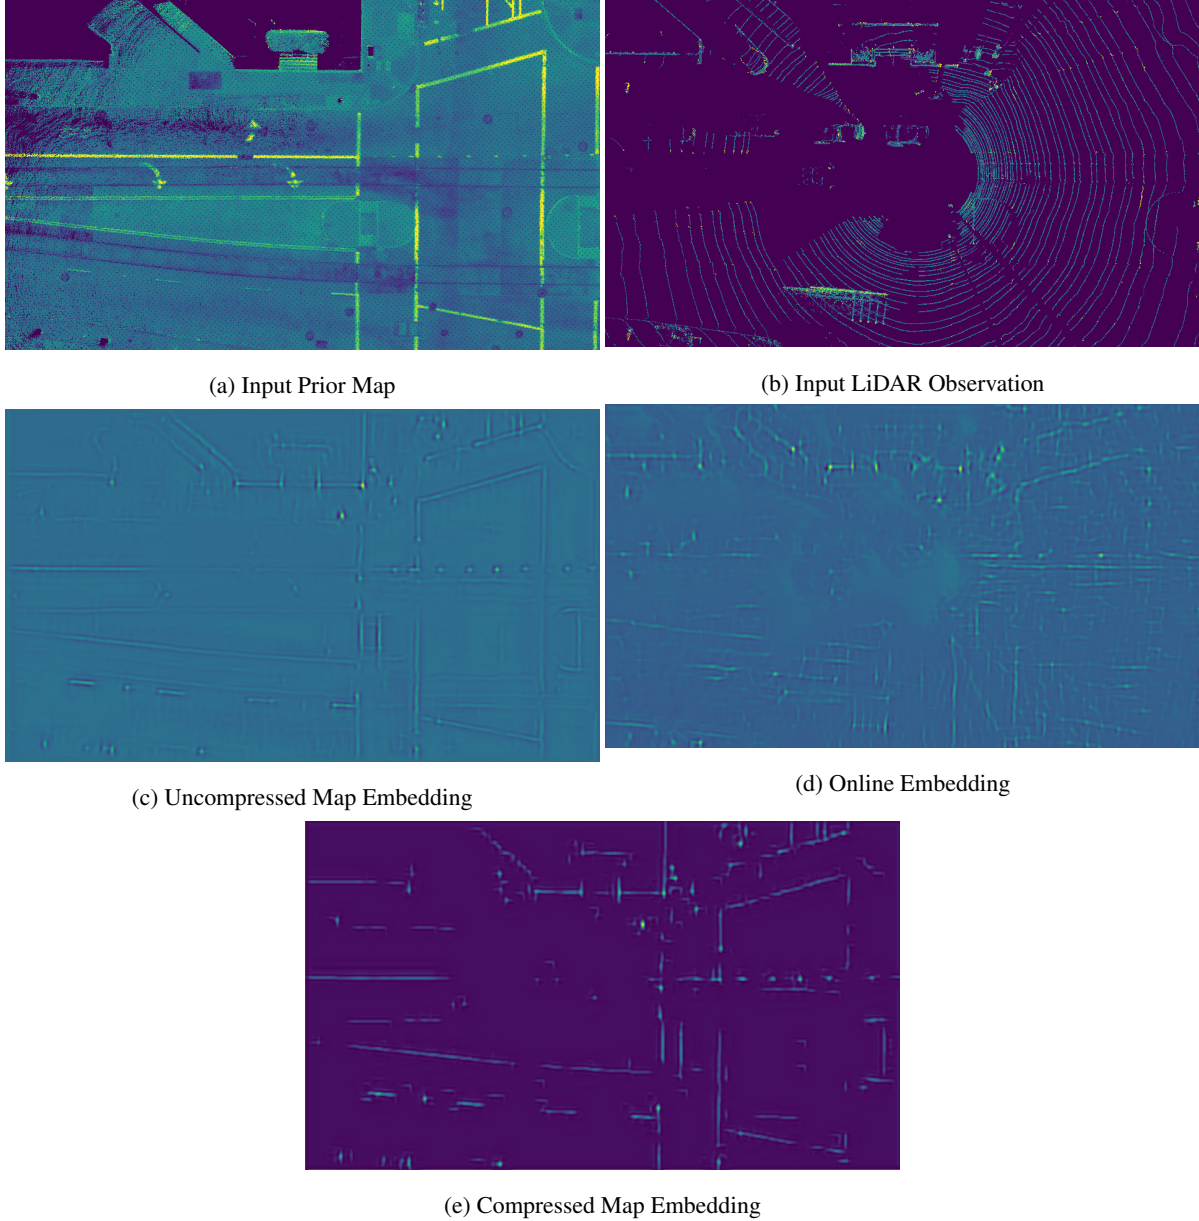 (a) Input Prior Map
(b) Input LiDAR Observation
(c) Uncompressed Map Embedding
(d) Online Embedding
(e) Compressed Map Embedding